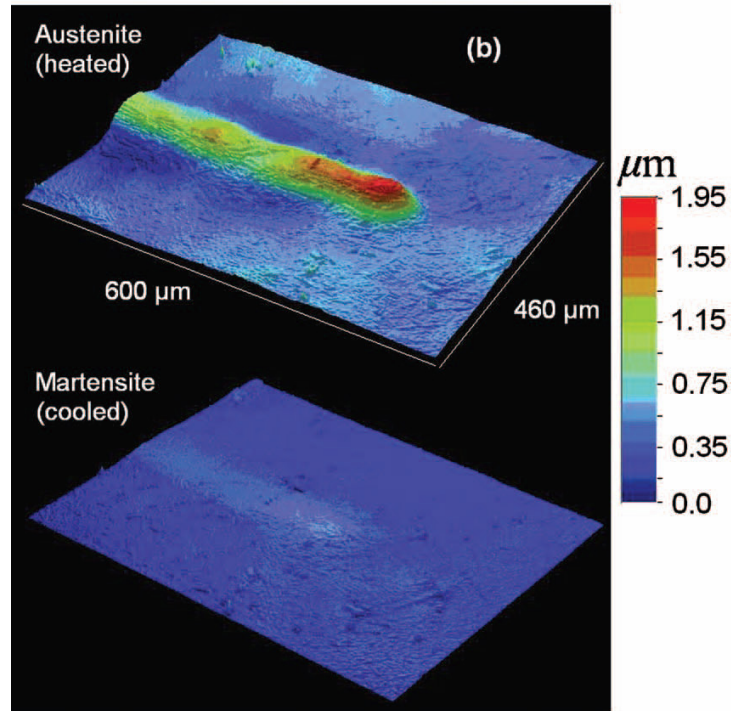 Austenite
(heated)
(b)
600 µm
460 µm
Martensite
(cooled)
µm
1.95
1.55
1.15
0.75
0.35
0.0